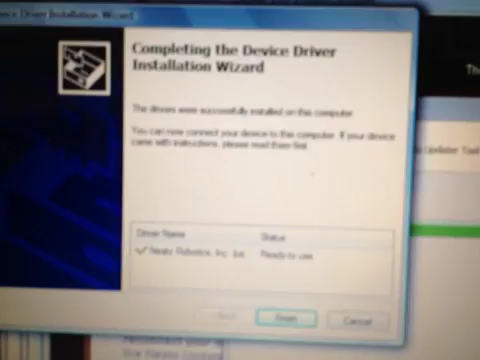 Device Driver Installation Wizard
Completing the Device Driver
Installation Wizard
The drivers were successfully installed on this computer.
You can now connect your device to this computer. If your device
came with instructions, please read them first.
Driver Name Status
Neato Robotics, Inc. Ready to use
Finish Cancel
Updater Tool